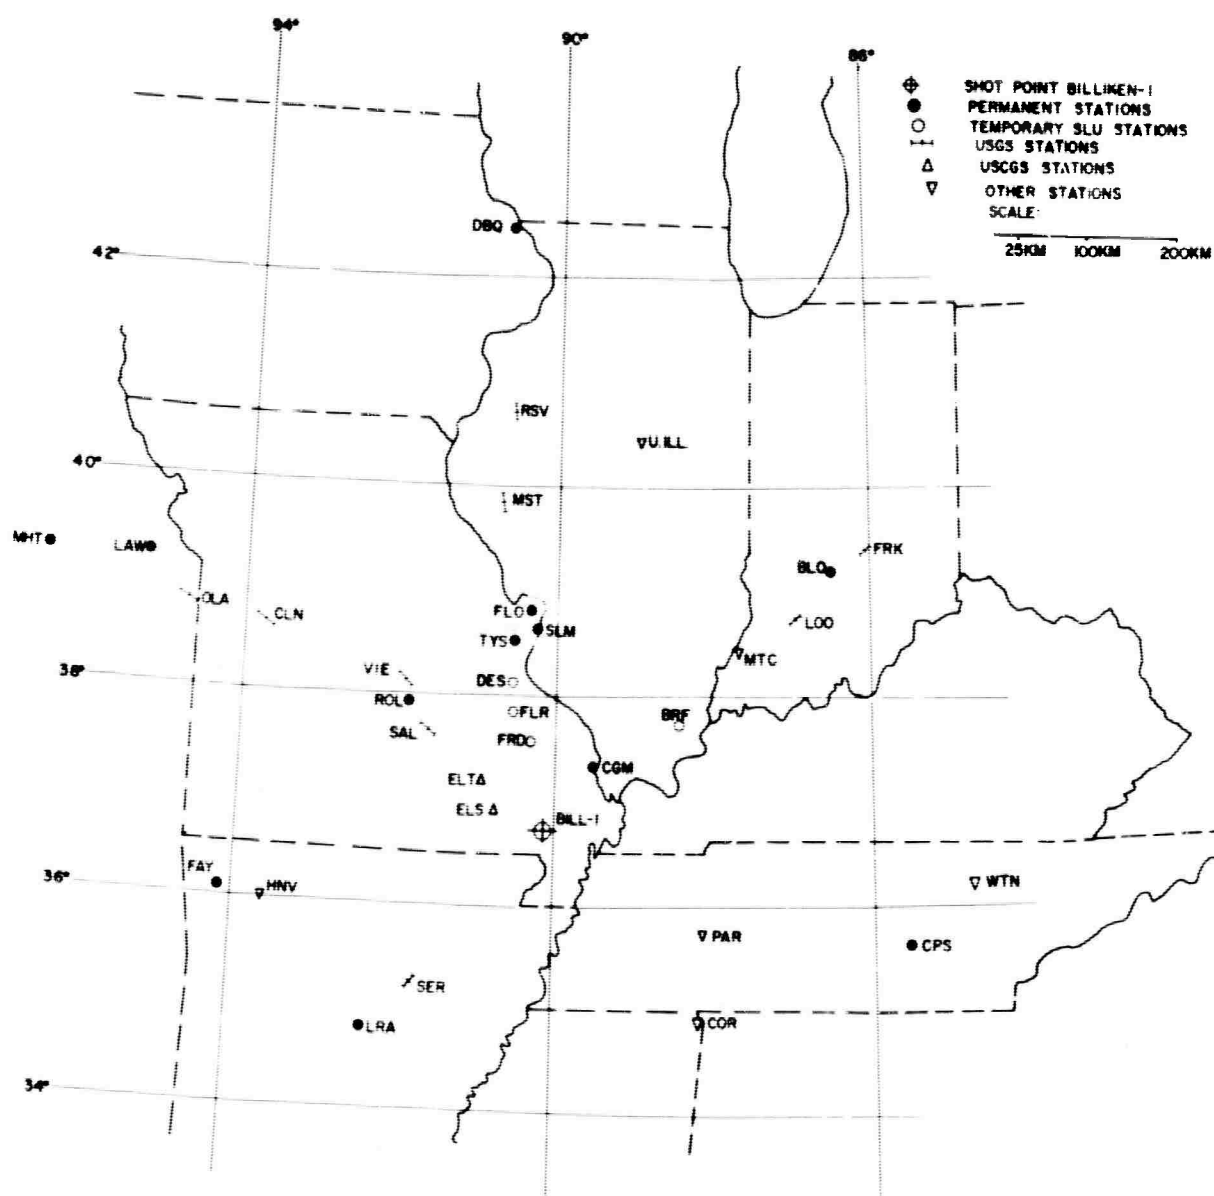 94°
90°
86°
SHOT POINT BILLIKEN-I
PERMANENT STATIONS
TEMPORARY SLU STATIONS
USGS STATIONS
USCGS STATIONS
OTHER STATIONS
SCALE:
25KM 100KM 200KM
DBQ
42°
RSV
U.ILL.
40°
MST
MHT
LAW
FRK
BLO
OLA
CLN
FLO
LOO
SLM
TYS
MTC
38°
VIE
DES
ROL
FLR
BRF
SAL
FRD
CGM
ELT
ELS
BILL-I
FAY
36°
HNV
WTN
PAR
CPS
SER
LRA
COR
34°